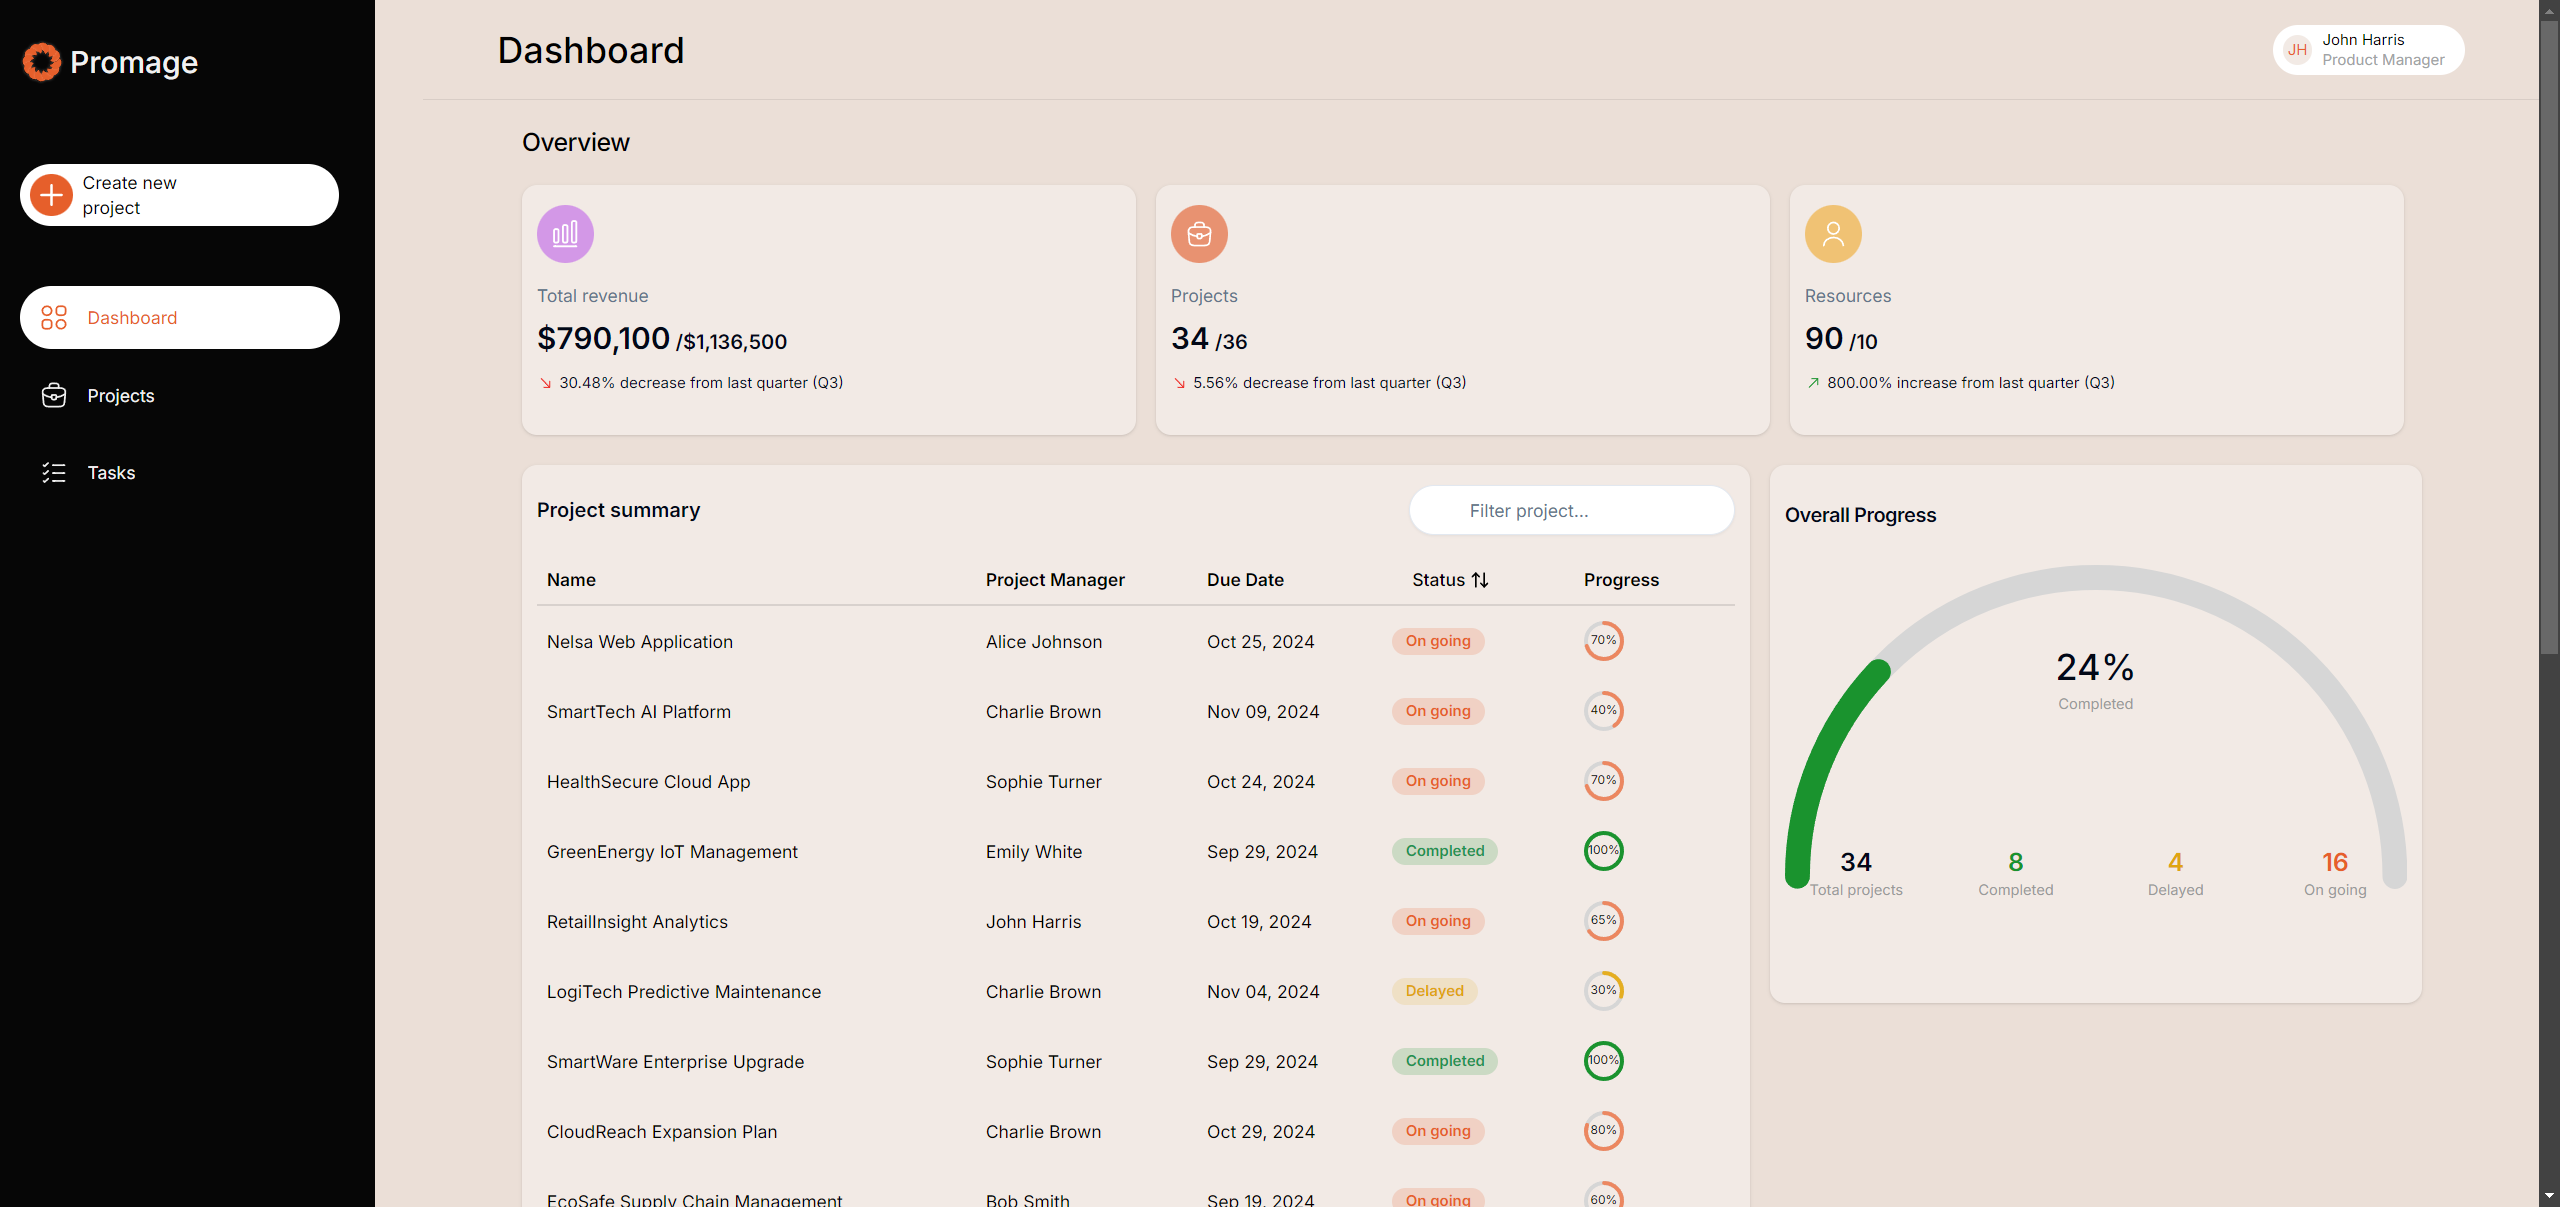 Promage
Create new
project
Dashboard
Projects
Tasks
Dashboard
JH
John Harris
Product Manager
Overview
Total revenue
$790,100 /$1,136,500
30.48% decrease from last quarter (Q3)
Projects
34 /36
5.56% decrease from last quarter (Q3)
Resources
90 /10
800.00% increase from last quarter (Q3)
Project summary
Filter project...
Name Project Manager Due Date Status Progress
Nelsa Web Application Alice Johnson Oct 25, 2024 On going 70%
SmartTech AI Platform Charlie Brown Nov 09, 2024 On going 40%
HealthSecure Cloud App Sophie Turner Oct 24, 2024 On going 70%
GreenEnergy IoT Management Emily White Sep 29, 2024 Completed 100%
RetailInsight Analytics John Harris Oct 19, 2024 On going 65%
LogiTech Predictive Maintenance Charlie Brown Nov 04, 2024 Delayed 30%
SmartWare Enterprise Upgrade Sophie Turner Sep 29, 2024 Completed 100%
CloudReach Expansion Plan Charlie Brown Oct 29, 2024 On going 80%
EcoSafe Supply Chain Management Bob Smith Sep 19, 2024 On going 60%
Overall Progress
24%
Completed
34 8 4 16
Total projects Completed Delayed On going